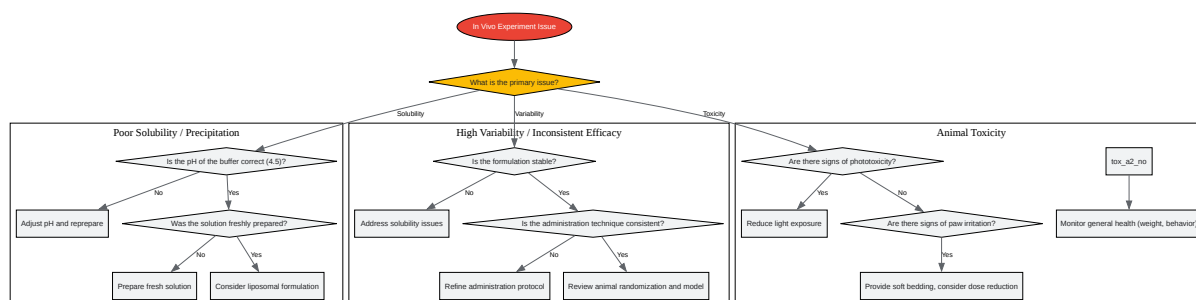 In Vivo Experiment Issue
What is the primary issue?
Solubility
Variability
Toxicity
Poor Solubility / Precipitation
High Variability / Inconsistent Efficacy
Animal Toxicity
Is the pH of the buffer correct (4.5)?
Is the formulation stable?
Are there signs of phototoxicity?
tox_a2_no
No
Yes
No
Yes
Yes
No
Adjust pH and reprepare
Was the solution freshly prepared?
Address solubility issues
Is the administration technique consistent?
Reduce light exposure
Are there signs of paw irritation?
Monitor general health (weight, behavior)
No
Yes
No
Yes
Yes
Prepare fresh solution
Consider liposomal formulation
Refine administration protocol
Review animal randomization and model
Provide soft bedding, consider dose reduction